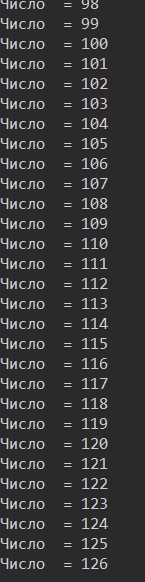 Число  = 98
Число  = 99
Число  = 100
Число  = 101
Число  = 102
Число  = 103
Число  = 104
Число  = 105
Число  = 106
Число  = 107
Число  = 108
Число  = 109
Число  = 110
Число  = 111
Число  = 112
Число  = 113
Число  = 114
Число  = 115
Число  = 116
Число  = 117
Число  = 118
Число  = 119
Число  = 120
Число  = 121
Число  = 122
Число  = 123
Число  = 124
Число  = 125
Число  = 126